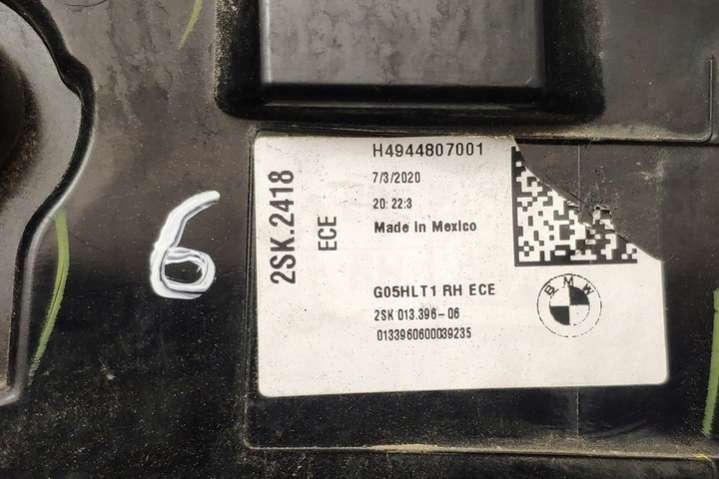 6
2SK.2418
ECE
H4944807001
7/3/2020
20: 22:3
Made in Mexico
G05HLT1 RH ECE
2SK 013.396-06
0133960600039235
BMW